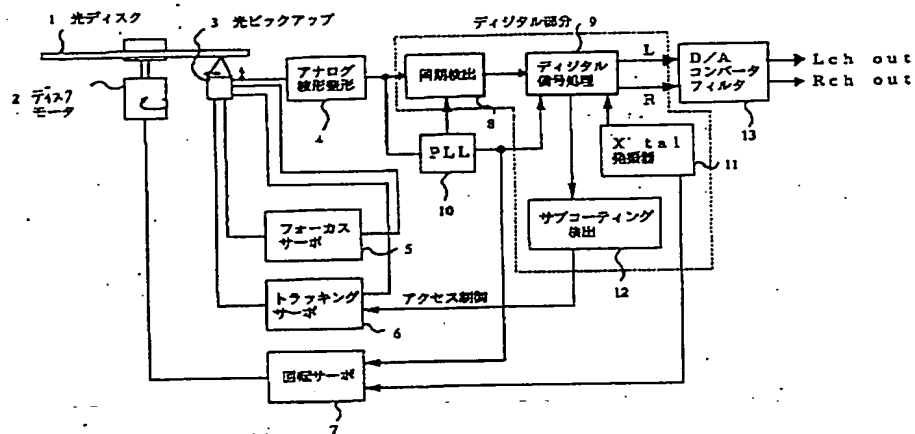 1 光ディスク
3 光ピックアップ
ディジタル部分
9
2 ディスク
モータ
アナログ
波形整形
4
同期検出
8
ディジタル
信号処理
L
R
D/A
コンバータ
フィルタ
13
Lch out
Rch out
PLL
10
X'tal
発振器
11
フォーカス
サーボ
5
サブコーティング
検出
12
トラッキング
サーボ
6
アクセス制御
回転サーボ
7